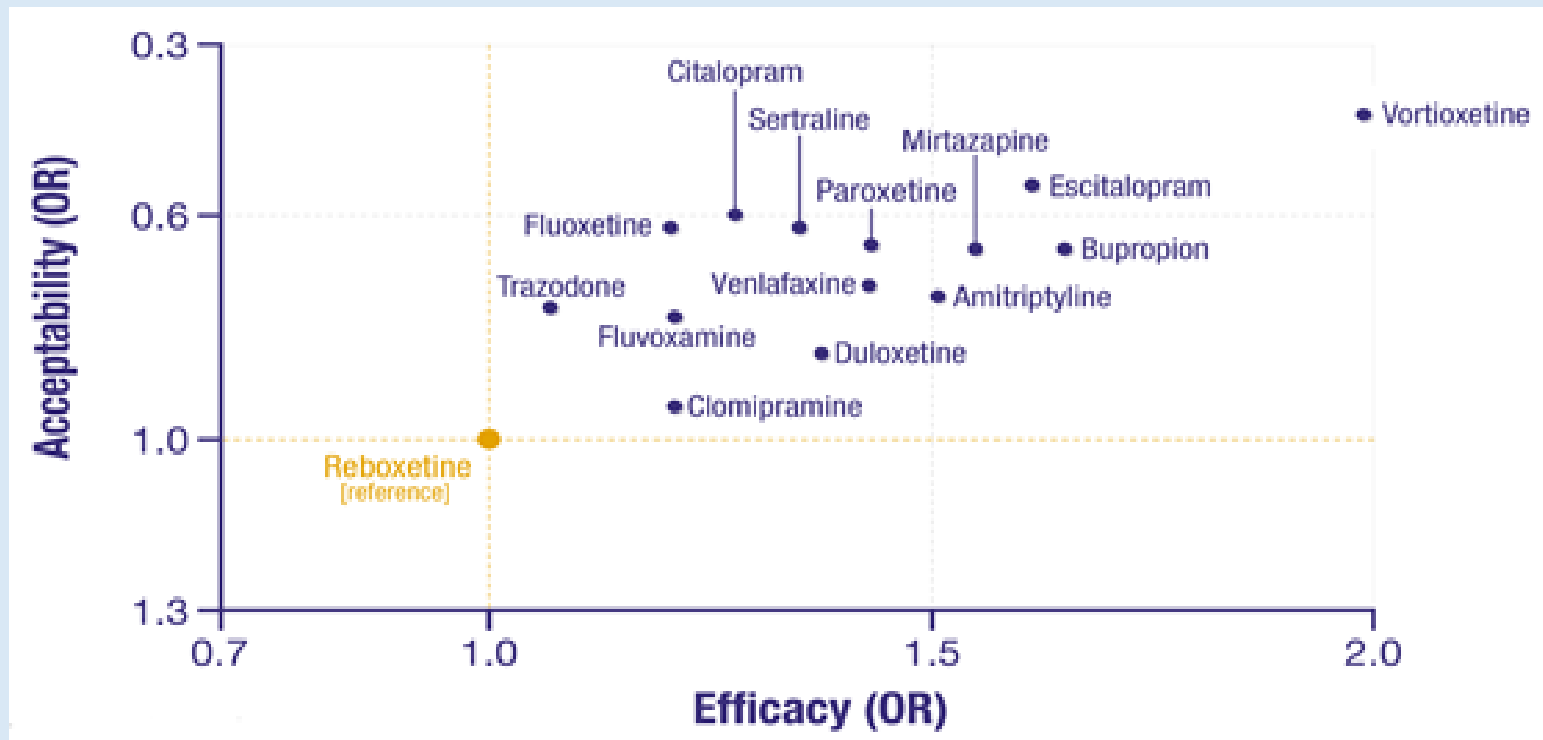 0.3
Citalopram
Vortioxetine
Sertraline
Mirtazapine
Escitalopram
Paroxetine
0.6
Fluoxetine
Bupropion
Trazodone
Venlafaxine
Amitriptyline
Fluvoxamine
Duloxetine
Clomipramine
Acceptability (OR)
1.0
Reboxetine
[reference]
1.3
0.7
1.0
1.5
2.0
Efficacy (OR)